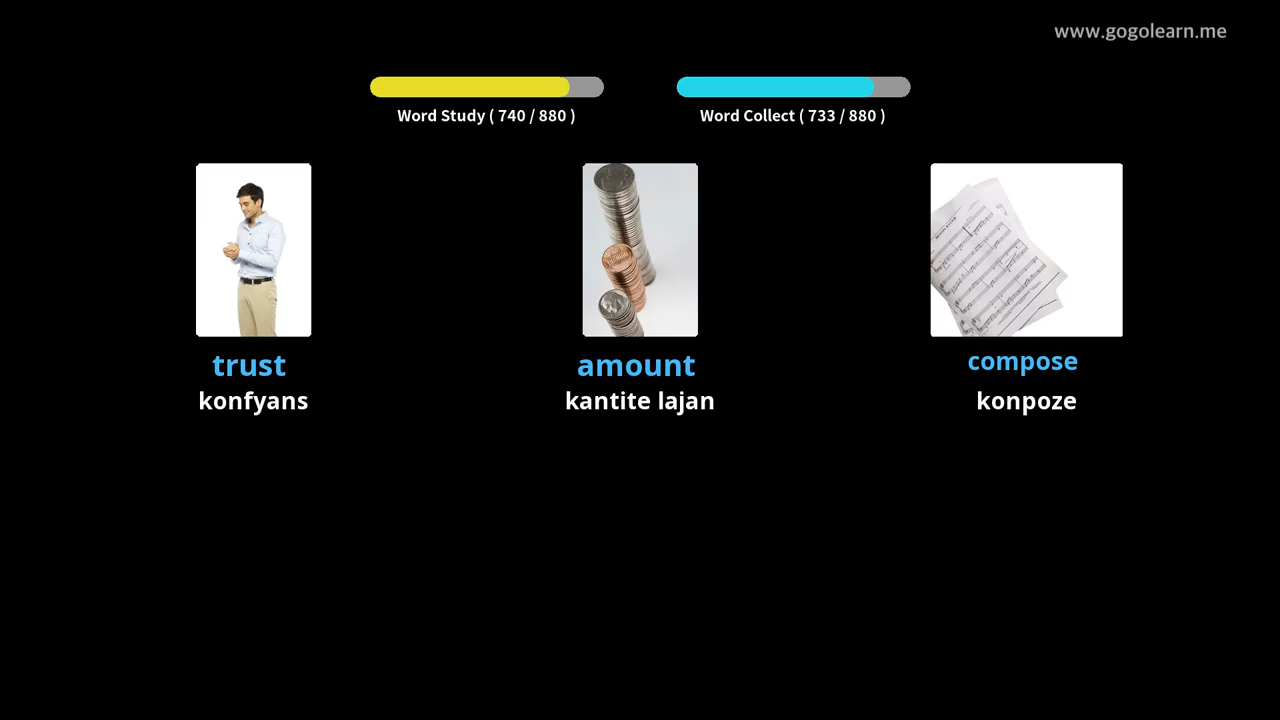 www.gogolearn.me
Word Study ( 740 / 880 )
Word Collect ( 733 / 880 )
trust
amount
compose
konfyans
kantite lajan
konpoze